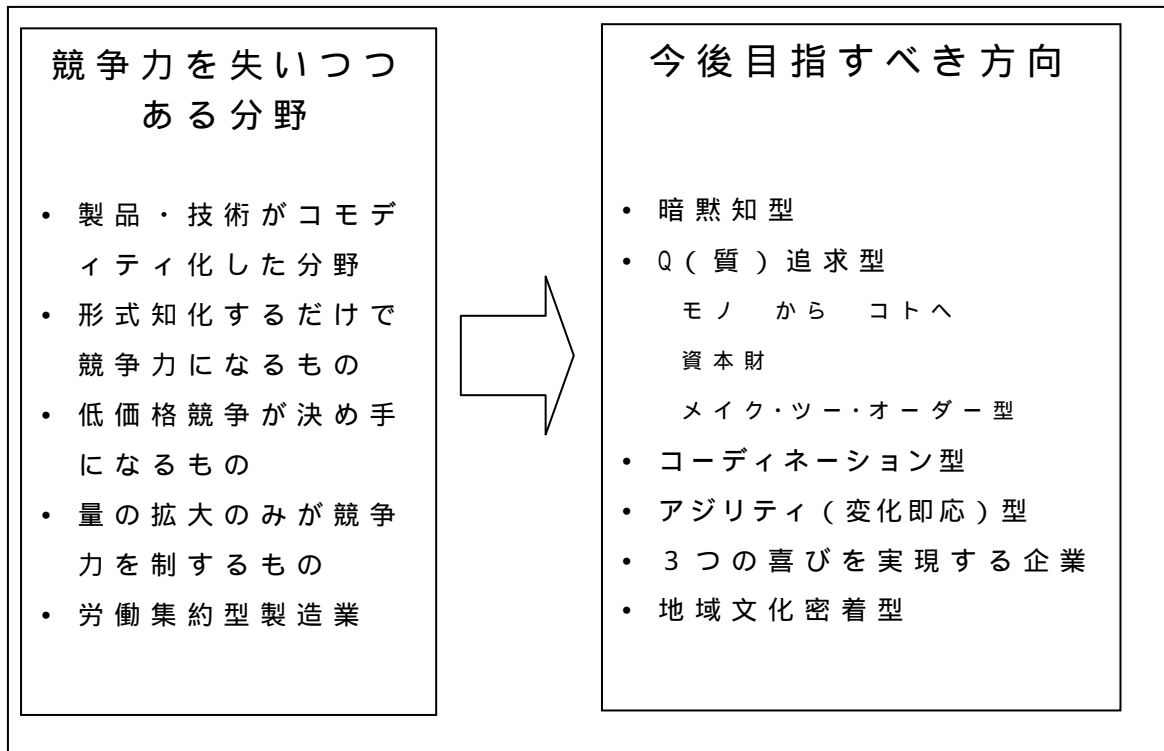 競争力を失いつつ
ある分野
• 製品・技術がコモデ
ィティ化した分野
• 形式知化するだけで
競争力になるもの
• 低価格競争が決め手
になるもの
• 量の拡大のみが競争
力を制するもの
• 労働集約型製造業
今後目指すべき方向
• 暗黙知型
• Q(質)追求型
モノ から コトへ
資本財
メイク・ツー・オーダー型
• コーディネーション型
• アジリティ(変化即応)型
• 3つの喜びを実現する企業
• 地域文化密着型